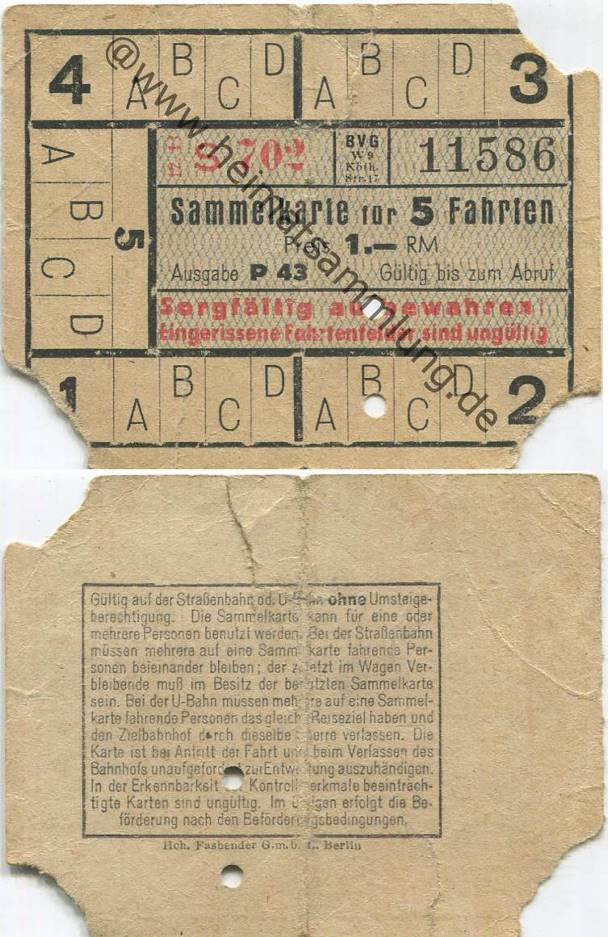 4 A B C D A B C D 3
A B C D 5
12.43 S 702 BVG W 9 Köth. Str. 17 11586
Sammelkarte für 5 Fahrten
Preis 1.— RM
Ausgabe P 43 Gültig bis zum Abruf
Sorgfältig aufbewahren!
Eingerissene Fahrtenfelder sind ungültig
1 A B C D A B C D 2
@www.heimatsammlung.de
Gültig auf der Straßenbahn od. U-Bahn ohne Umsteige-
berechtigung. Die Sammelkarte kann für eine oder
mehrere Personen benutzt werden. Bei der Straßenbahn
müssen mehrere auf eine Sammelkarte fahrende Per-
sonen beieinander bleiben; der zuletzt im Wagen Ver-
bleibende muß im Besitz der benutzten Sammelkarte
sein. Bei der U-Bahn müssen mehrere auf eine Sammel-
karte fahrende Personen das gleiche Reiseziel haben und
den Zielbahnhof durch dieselbe Sperre verlassen. Die
Karte ist bei Antritt der Fahrt und beim Verlassen des
Bahnhofs unaufgefordert zur Entwertung auszuhändigen.
In der Erkennbarkeit der Kontrollmerkmale beeinträch-
tigte Karten sind ungültig. Im übrigen erfolgt die Be-
förderung nach den Beförderungsbedingungen.
Hch. Fasbender G.m.b.H. Berlin